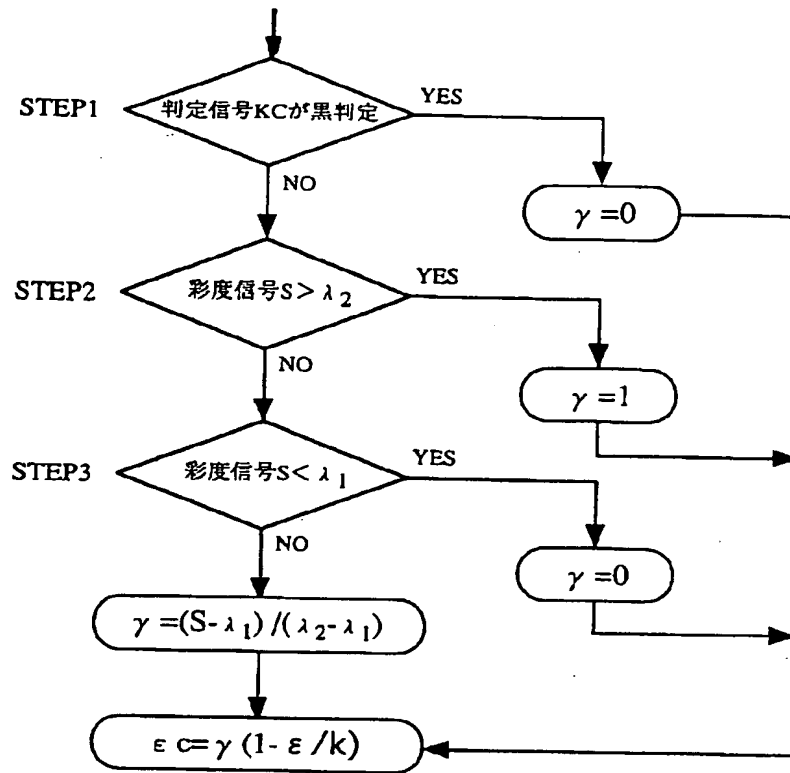 STEP1
判定信号KCが黒判定
YES
NO
γ=0
STEP2
彩度信号S>λ2
YES
NO
γ=1
STEP3
彩度信号S<λ1
YES
NO
γ=0
γ=(S-λ1)/(λ2-λ1)
εc=γ(1-ε/k)